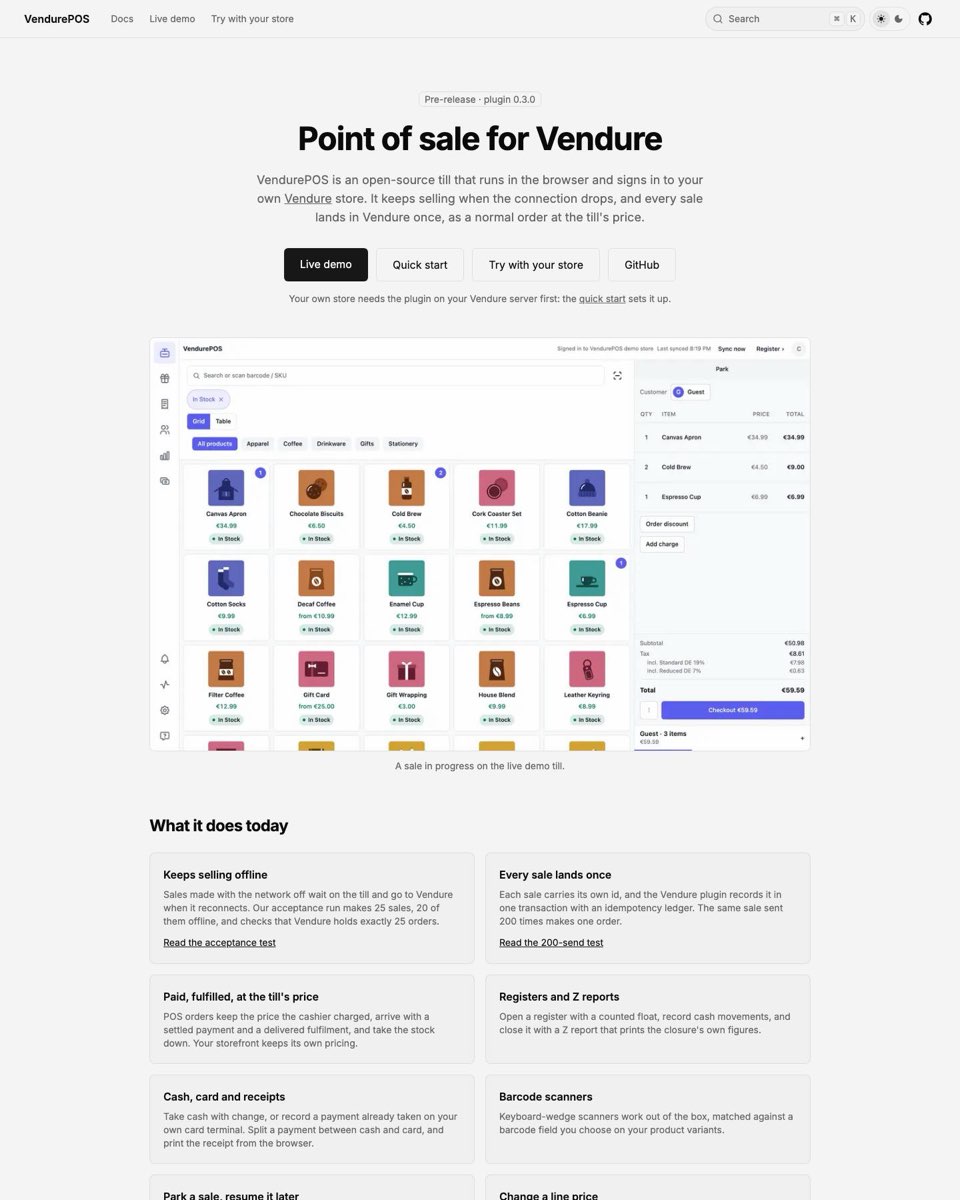 VendurePOS Docs Live demo Try with your store Search ⌘ K
Pre-release · plugin 0.3.0
Point of sale for Vendure
VendurePOS is an open-source till that runs in the browser and signs in to your
own Vendure store. It keeps selling when the connection drops, and every sale
lands in Vendure once, as a normal order at the till's price.
Live demo Quick start Try with your store GitHub
Your own store needs the plugin on your Vendure server first: the quick start sets it up.
VendurePOS Signed in to VendurePOS demo store Last synced 8:19 PM Sync now Register C
Search or scan barcode / SKU
In Stock ×
Grid Table
All products Apparel Coffee Drinkware Gifts Stationery
1 2
Canvas Apron Chocolate Biscuits Cold Brew Cork Coaster Set Cotton Beanie
€34.99 €6.50 €4.50 €11.99 €17.99
In Stock In Stock In Stock In Stock In Stock
1
Cotton Socks Decaf Coffee Enamel Cup Espresso Beans Espresso Cup
€9.99 from €10.99 €12.99 from €8.99 €6.99
In Stock In Stock In Stock In Stock In Stock
Filter Coffee Gift Card Gift Wrapping House Blend Leather Keyring
€12.99 from €25.00 €3.00 €9.99 €8.99
In Stock In Stock In Stock In Stock In Stock
Park
Customer G Guest
QTY ITEM PRICE TOTAL
1 Canvas Apron €34.99 €34.99
2 Cold Brew €4.50 €9.00
1 Espresso Cup €6.99 €6.99
Order discount
Add charge
Subtotal €50.98
Tax €8.61
incl. Standard DE 19% €7.98
incl. Reduced DE 7% €0.63
Total €59.59
Checkout €59.59
Guest · 3 items +
€59.59
A sale in progress on the live demo till.
What it does today
Keeps selling offline
Sales made with the network off wait on the till and go to Vendure
when it reconnects. Our acceptance run makes 25 sales, 20 of
them offline, and checks that Vendure holds exactly 25 orders.
Read the acceptance test
Every sale lands once
Each sale carries its own id, and the Vendure plugin records it in
one transaction with an idempotency ledger. The same sale sent
200 times makes one order.
Read the 200-send test
Paid, fulfilled, at the till's price
POS orders keep the price the cashier charged, arrive with a
settled payment and a delivered fulfilment, and take the stock
down. Your storefront keeps its own pricing.
Registers and Z reports
Open a register with a counted float, record cash movements, and
close it with a Z report that prints the closure's own figures.
Cash, card and receipts
Take cash with change, or record a payment already taken on your
own card terminal. Split a payment between cash and card, and
print the receipt from the browser.
Barcode scanners
Keyboard-wedge scanners work out of the box, matched against a
barcode field you choose on your product variants.
Park a sale, resume it later
Change a line price